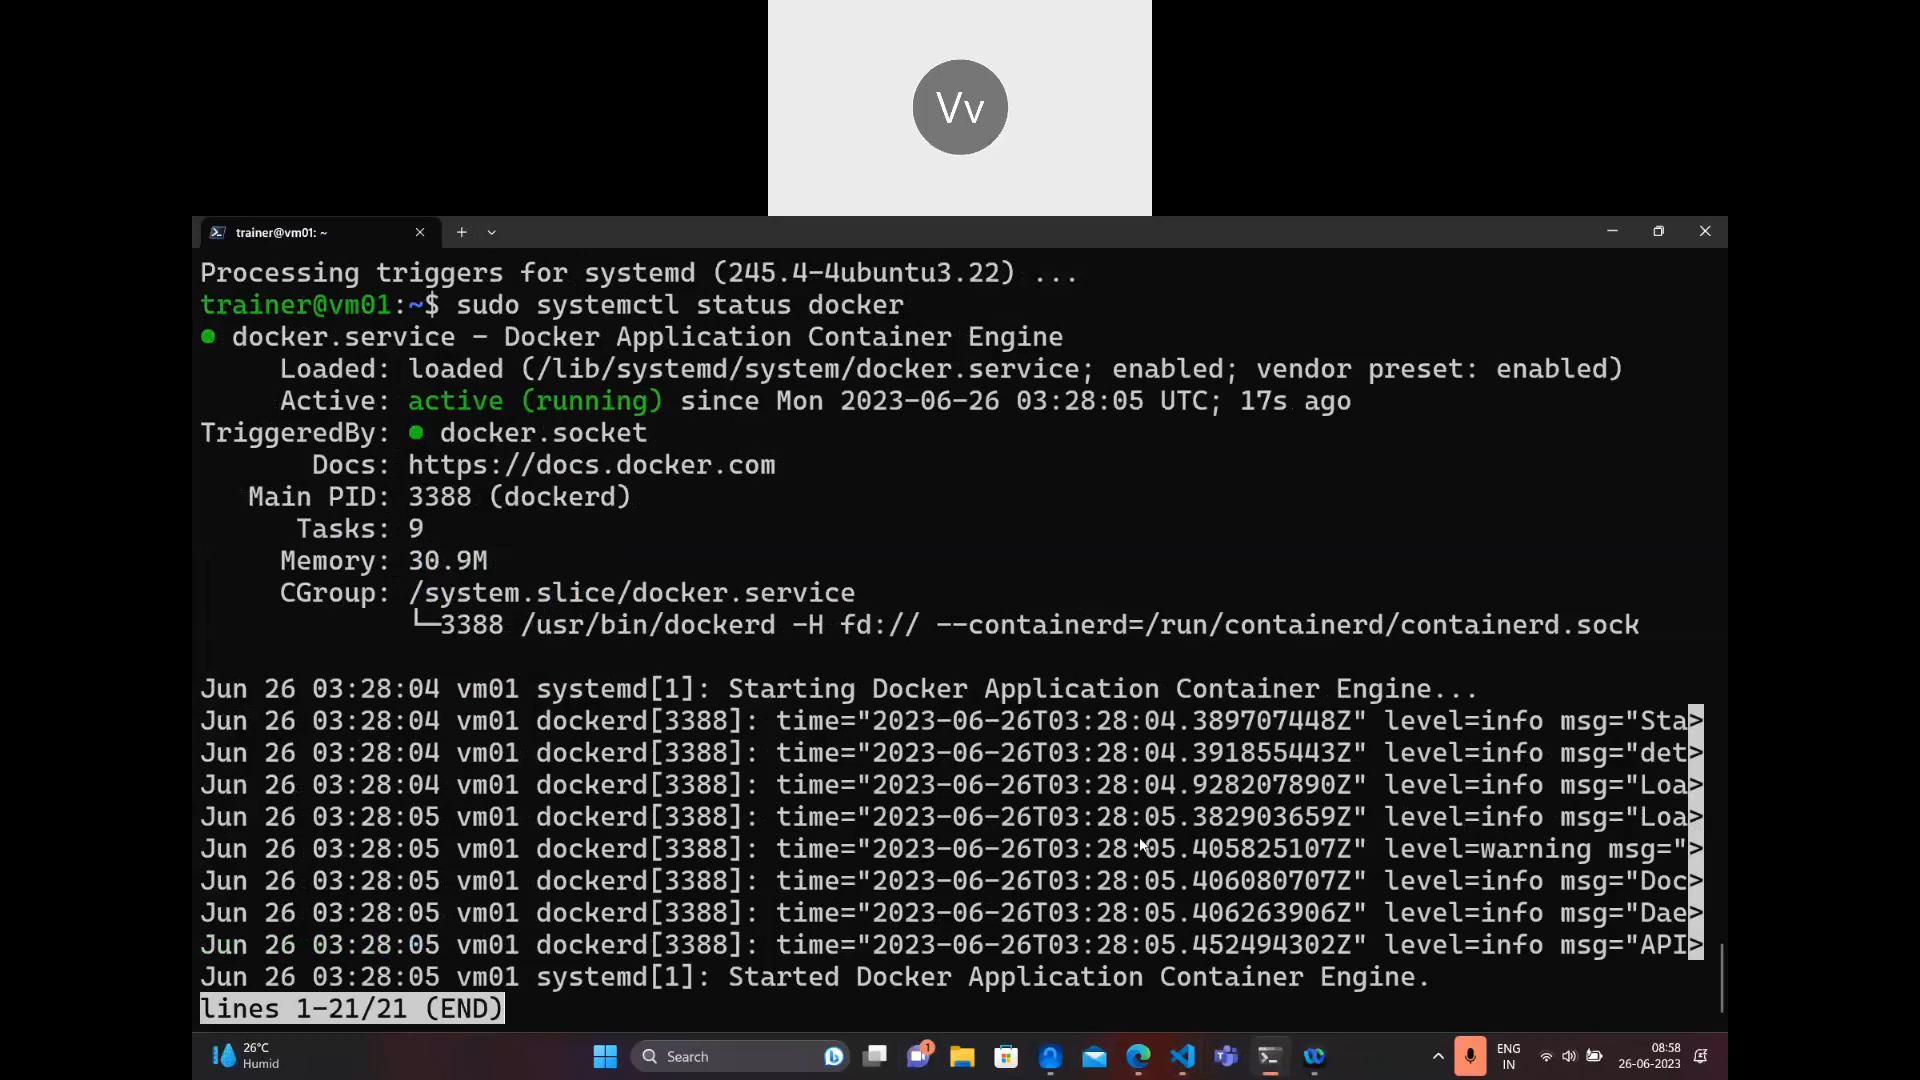 Vv
trainer@vm01: ~
Processing triggers for systemd (245.4-4ubuntu3.22) ...
trainer@vm01:~$ sudo systemctl status docker
● docker.service - Docker Application Container Engine
Loaded: loaded (/lib/systemd/system/docker.service; enabled; vendor preset: enabled)
Active: active (running) since Mon 2023-06-26 03:28:05 UTC; 17s ago
TriggeredBy: ● docker.socket
Docs: https://docs.docker.com
Main PID: 3388 (dockerd)
Tasks: 9
Memory: 30.9M
CGroup: /system.slice/docker.service
└─3388 /usr/bin/dockerd -H fd:// --containerd=/run/containerd/containerd.sock
Jun 26 03:28:04 vm01 systemd[1]: Starting Docker Application Container Engine...
Jun 26 03:28:04 vm01 dockerd[3388]: time="2023-06-26T03:28:04.389707448Z" level=info msg="Sta>
Jun 26 03:28:04 vm01 dockerd[3388]: time="2023-06-26T03:28:04.391855443Z" level=info msg="det>
Jun 26 03:28:04 vm01 dockerd[3388]: time="2023-06-26T03:28:04.928207890Z" level=info msg="Loa>
Jun 26 03:28:05 vm01 dockerd[3388]: time="2023-06-26T03:28:05.382903659Z" level=info msg="Loa>
Jun 26 03:28:05 vm01 dockerd[3388]: time="2023-06-26T03:28:05.405825107Z" level=warning msg=">
Jun 26 03:28:05 vm01 dockerd[3388]: time="2023-06-26T03:28:05.406080707Z" level=info msg="Doc>
Jun 26 03:28:05 vm01 dockerd[3388]: time="2023-06-26T03:28:05.406263906Z" level=info msg="Dae>
Jun 26 03:28:05 vm01 dockerd[3388]: time="2023-06-26T03:28:05.452494302Z" level=info msg="API>
Jun 26 03:28:05 vm01 systemd[1]: Started Docker Application Container Engine.
lines 1-21/21 (END)
26°C
Humid
Search
1
ENG
IN
08:58
26-06-2023